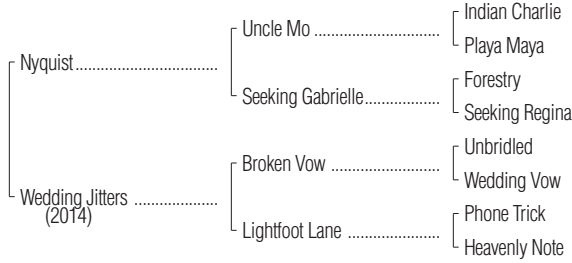 Indian Charlie
Uncle Mo ................................
Playa Maya
Nyquist.................................
Forestry
Seeking Gabrielle...................
Seeking Regina
Unbridled
Broken Vow ...........................
Wedding Vow
Wedding Jitters ....................
(2014)
Phone Trick
Lightfoot Lane .......................
Heavenly Note